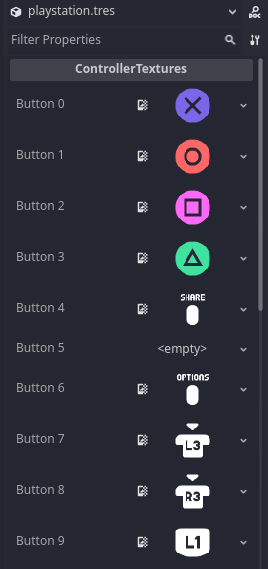 playstation.tres
DOC
Filter Properties
ControllerTextures
Button 0
Button 1
Button 2
Button 3
Button 4
SHARE
Button 5
<empty>
Button 6
OPTIONS
Button 7
L3
Button 8
R3
Button 9
L1